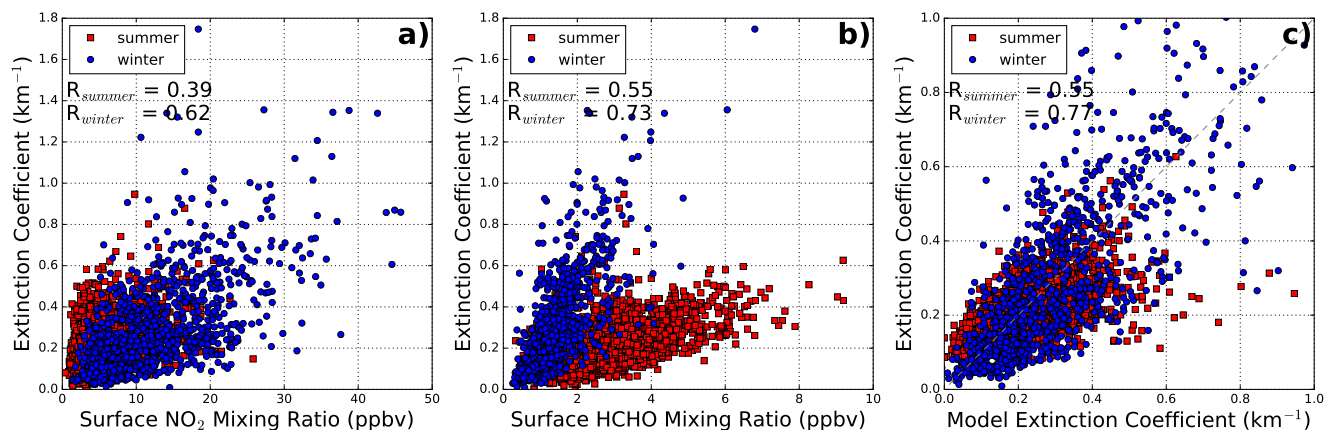 a)
summer
winter
R_summer = 0.39
R_winter = 0.62
Extinction Coefficient (km⁻¹)
0.0 0.2 0.4 0.6 0.8 1.0 1.2 1.4 1.6 1.8
0 10 20 30 40 50
Surface NO₂ Mixing Ratio (ppbv)
b)
summer
winter
R_summer = 0.55
R_winter = 0.73
Extinction Coefficient (km⁻¹)
0.0 0.2 0.4 0.6 0.8 1.0 1.2 1.4 1.6 1.8
0 2 4 6 8 10
Surface HCHO Mixing Ratio (ppbv)
c)
summer
winter
R_summer = 0.55
R_winter = 0.77
Extinction Coefficient (km⁻¹)
0.0 0.2 0.4 0.6 0.8 1.0
0.0 0.2 0.4 0.6 0.8 1.0
Model Extinction Coefficient (km⁻¹)